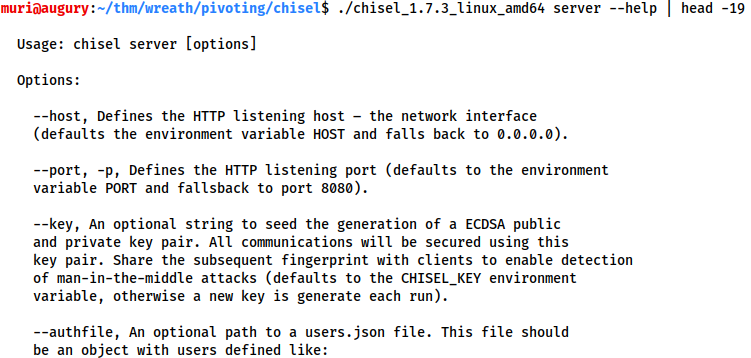 muri@augury:~/thm/wreath/pivoting/chisel$ ./chisel_1.7.3_linux_amd64 server --help | head -19
Usage: chisel server [options]
Options:
--host, Defines the HTTP listening host – the network interface
(defaults the environment variable HOST and falls back to 0.0.0.0).
--port, -p, Defines the HTTP listening port (defaults to the environment
variable PORT and fallsback to port 8080).
--key, An optional string to seed the generation of a ECDSA public
and private key pair. All communications will be secured using this
key pair. Share the subsequent fingerprint with clients to enable detection
of man-in-the-middle attacks (defaults to the CHISEL_KEY environment
variable, otherwise a new key is generate each run).
--authfile, An optional path to a users.json file. This file should
be an object with users defined like: